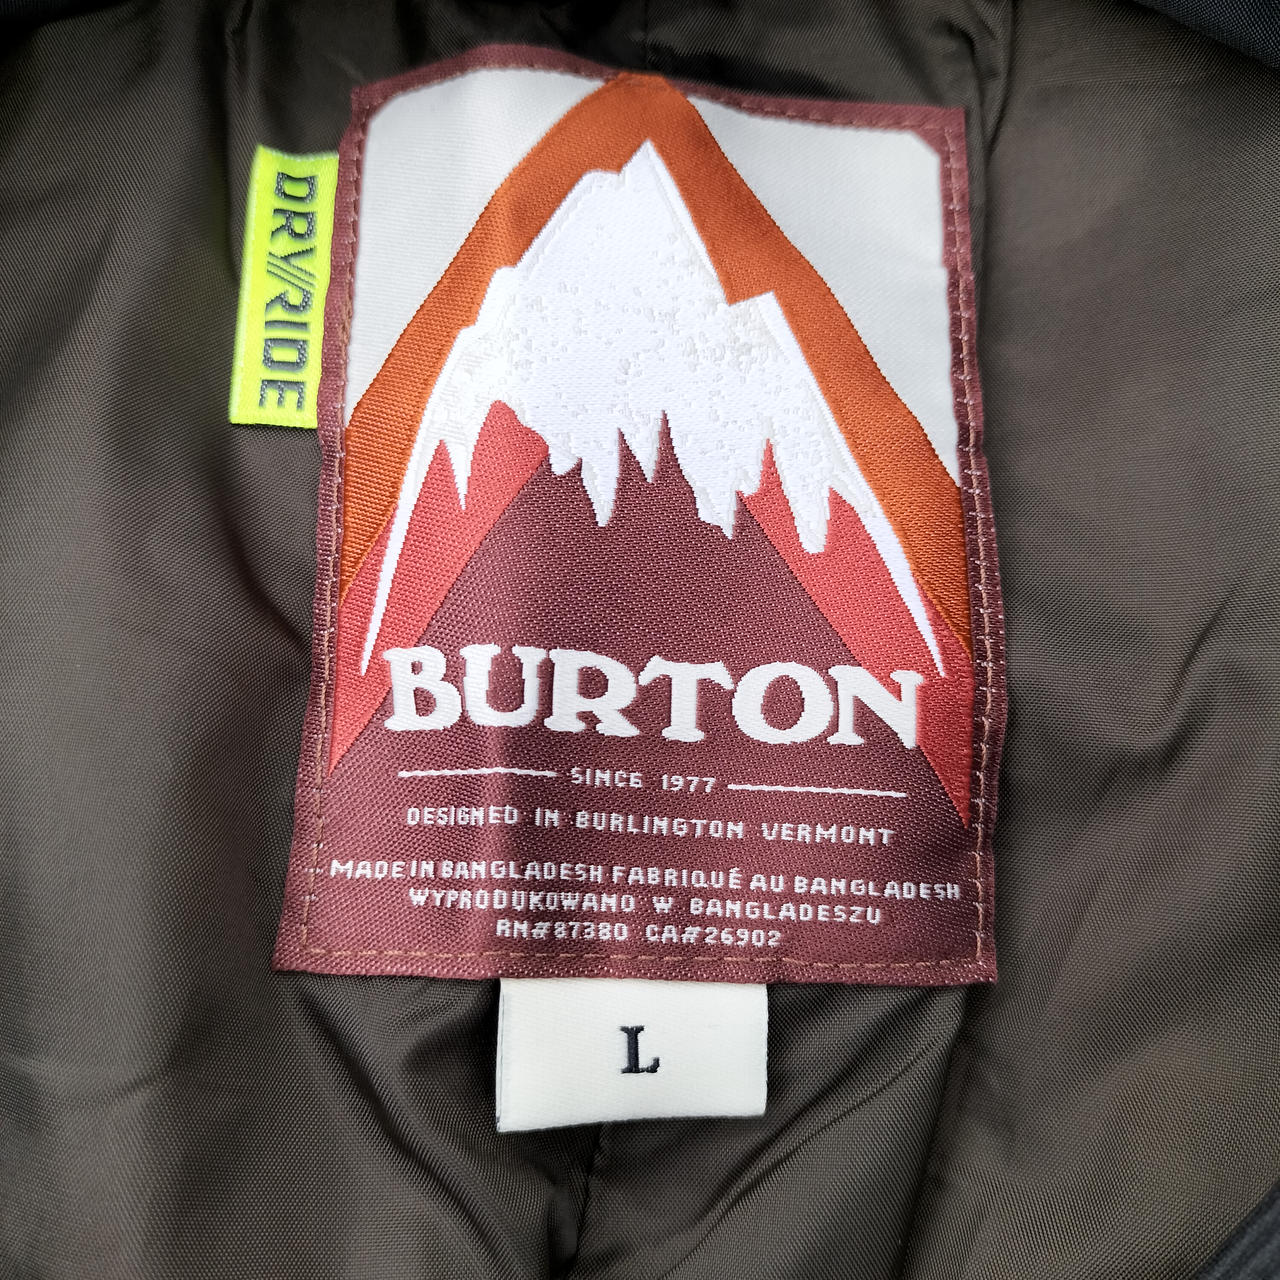 DRY//RIDE
BURTON
SINCE 1977
DESIGNED IN BURLINGTON VERMONT
MADE IN BANGLADESH FABRIQUÉ AU BANGLADESH
WYPRODUKOWANO W BANGLADESZU
RN#87380 CA#26902
L